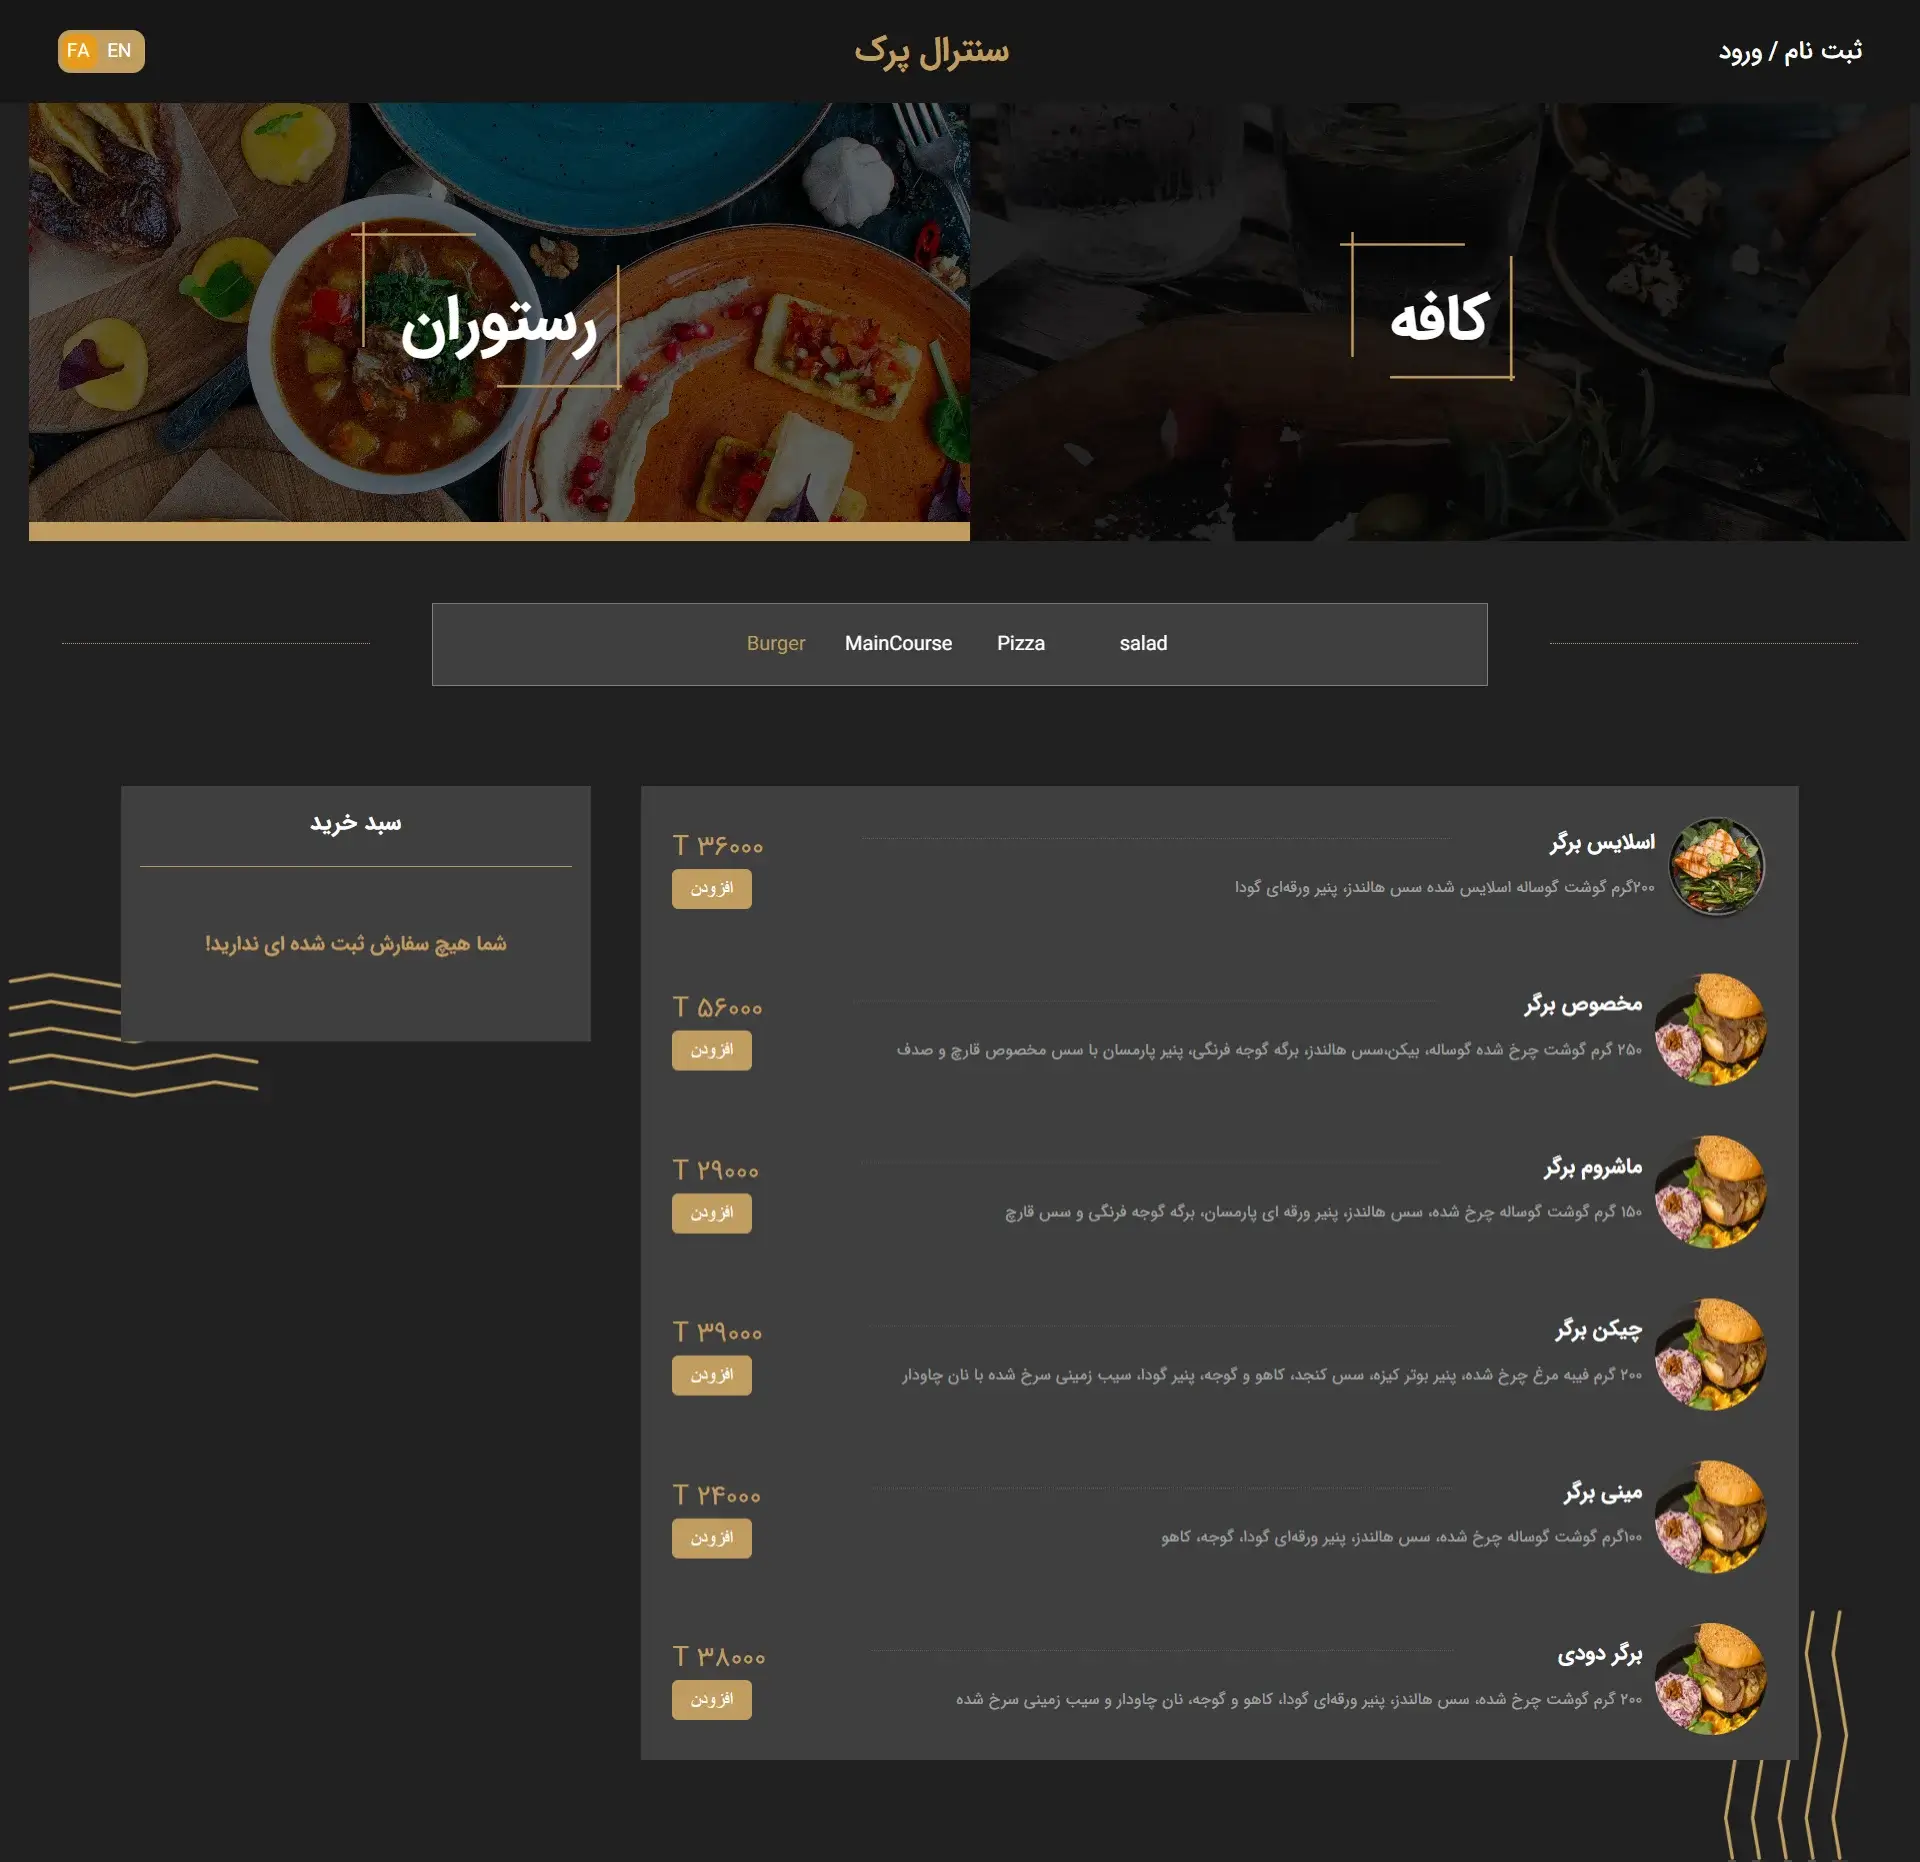 ثبت نام / ورود
سنترال پرک
FA EN
کافه
رستوران
Burger MainCourse Pizza salad
اسلایس برگر
۲۰۰گرم گوشت گوساله اسلایس شده سس هالندز، پنیر ورقه‌ای گودا
T ۳۶۰۰۰
افزودن
مخصوص برگر
۲۵۰ گرم گوشت چرخ شده گوساله، بیکن،سس هالندز، برگه گوجه فرنگی، پنیر پارمسان با سس مخصوص قارچ و صدف
T ۵۶۰۰۰
افزودن
ماشروم برگر
۱۵۰ گرم گوشت گوساله چرخ شده، سس هالندز، پنیر ورقه ای پارمسان، برگه گوجه فرنگی و سس قارچ
T ۲۹۰۰۰
افزودن
چیکن برگر
۲۰۰ گرم فیبه مرغ چرخ شده، پنیر بوتر کیزه، سس کنجد، کاهو و گوجه، پنیر گودا، سیب زمینی سرخ شده با نان چاودار
T ۳۹۰۰۰
افزودن
مینی برگر
۱۰۰گرم گوشت گوساله چرخ شده، سس هالندز، پنیر ورقه‌ای گودا، گوجه، کاهو
T ۲۴۰۰۰
افزودن
برگر دودی
۲۰۰ گرم گوشت چرخ شده، سس هالندز، پنیر ورقه‌ای گودا، کاهو و گوجه، نان چاودار و سیب زمینی سرخ شده
T ۳۸۰۰۰
افزودن
سبد خرید
شما هیچ سفارش ثبت شده ای ندارید!